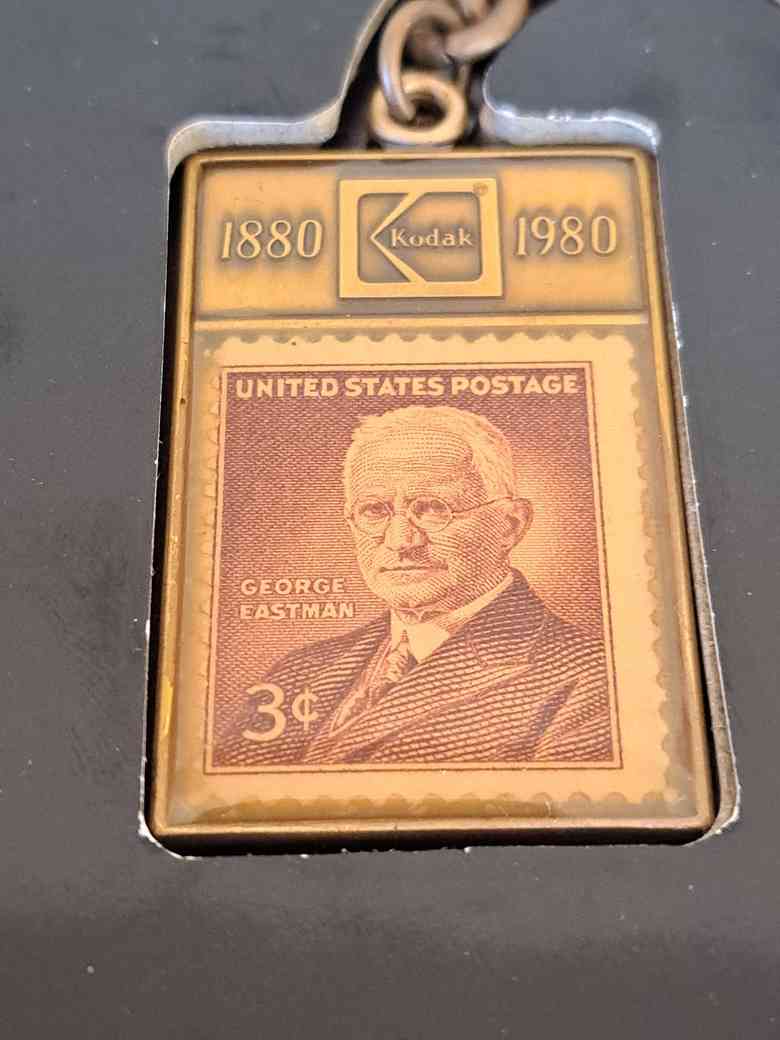 1880 Kodak® 1980
UNITED STATES POSTAGE
GEORGE
EASTMAN
3¢